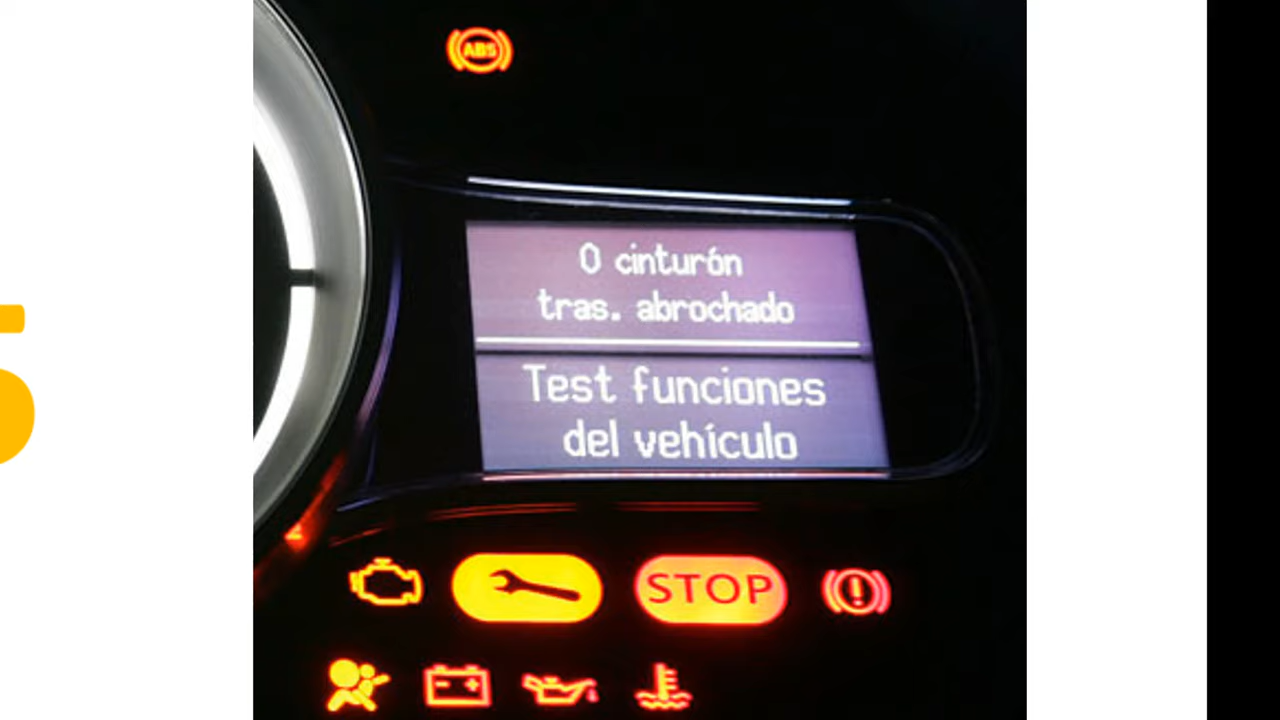 ABS
0 cinturón
tras. abrochado
Test funciones
del vehículo
STOP